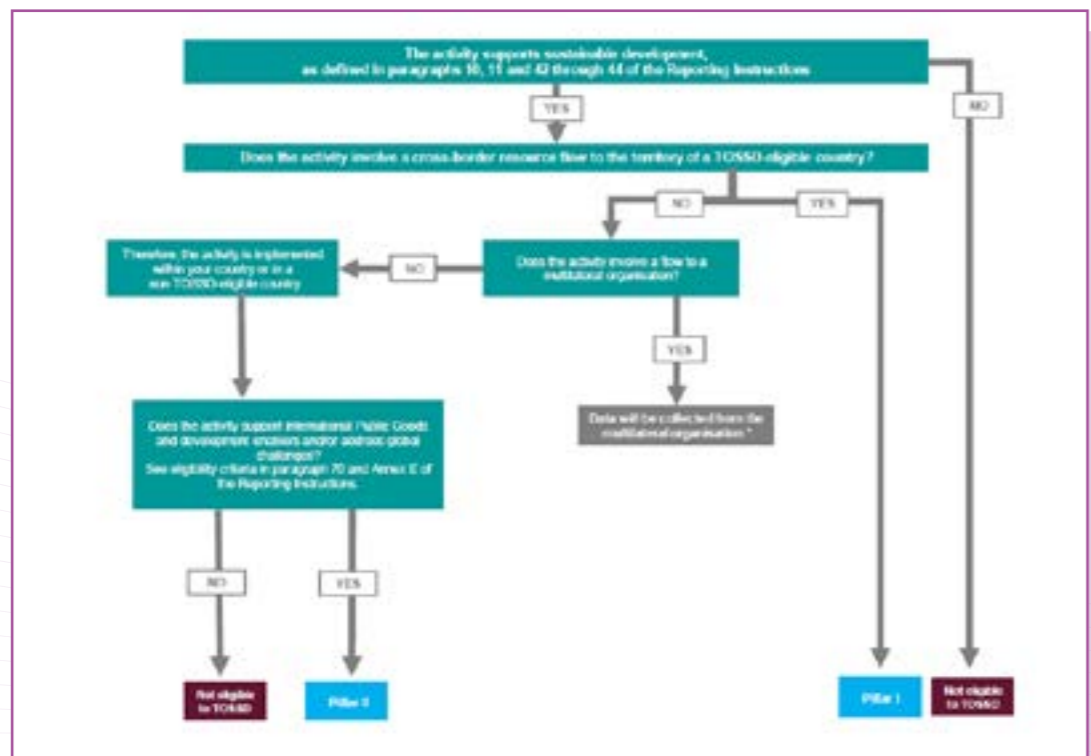 The activity supports sustainable development,
as defined in paragraphs 10, 11 and 42 through 44 of the Reporting Instructions
YES
NO
Does the activity involve a cross-border resource flow to the territory of a TOSSD-eligible country?
NO
YES
Therefore, the activity is implemented
within your country or in a
non TOSSD-eligible country
NO
Does the activity involve a flow to a
multilateral organisation?
YES
Data will be collected from the
multilateral organisation *
Does the activity support International Public Goods
and development enablers and/or address global
challenges?
See eligibility criteria in paragraph 70 and Annex E of
the Reporting Instructions
NO
YES
Not eligible
to TOSSD
Pillar II
Pillar I
Not eligible
to TOSSD